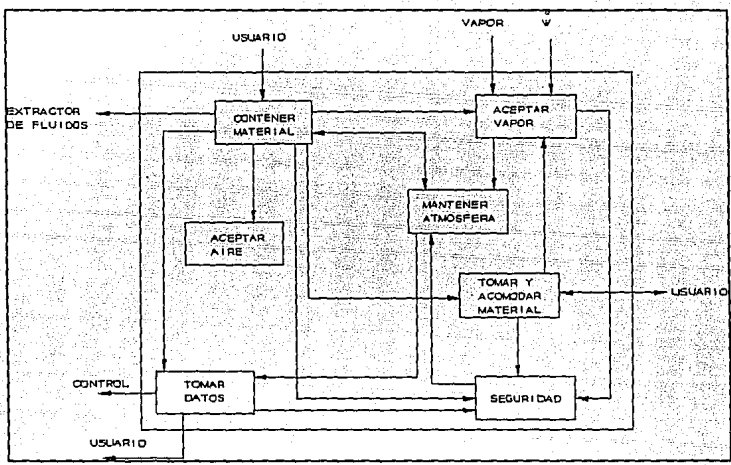 USUARIO
VAPOR
EXTRACTOR
DE FLUIDOS
CONTENER
MATERIAL
ACEPTAR
VAPOR
MANTENER
ATMOSFERA
ACEPTAR
AIRE
TOMAR Y
ACOMODAR
MATERIAL
USUARIO
CONTROL
TOMAR
DATOS
SEGURIDAD
USUARIO